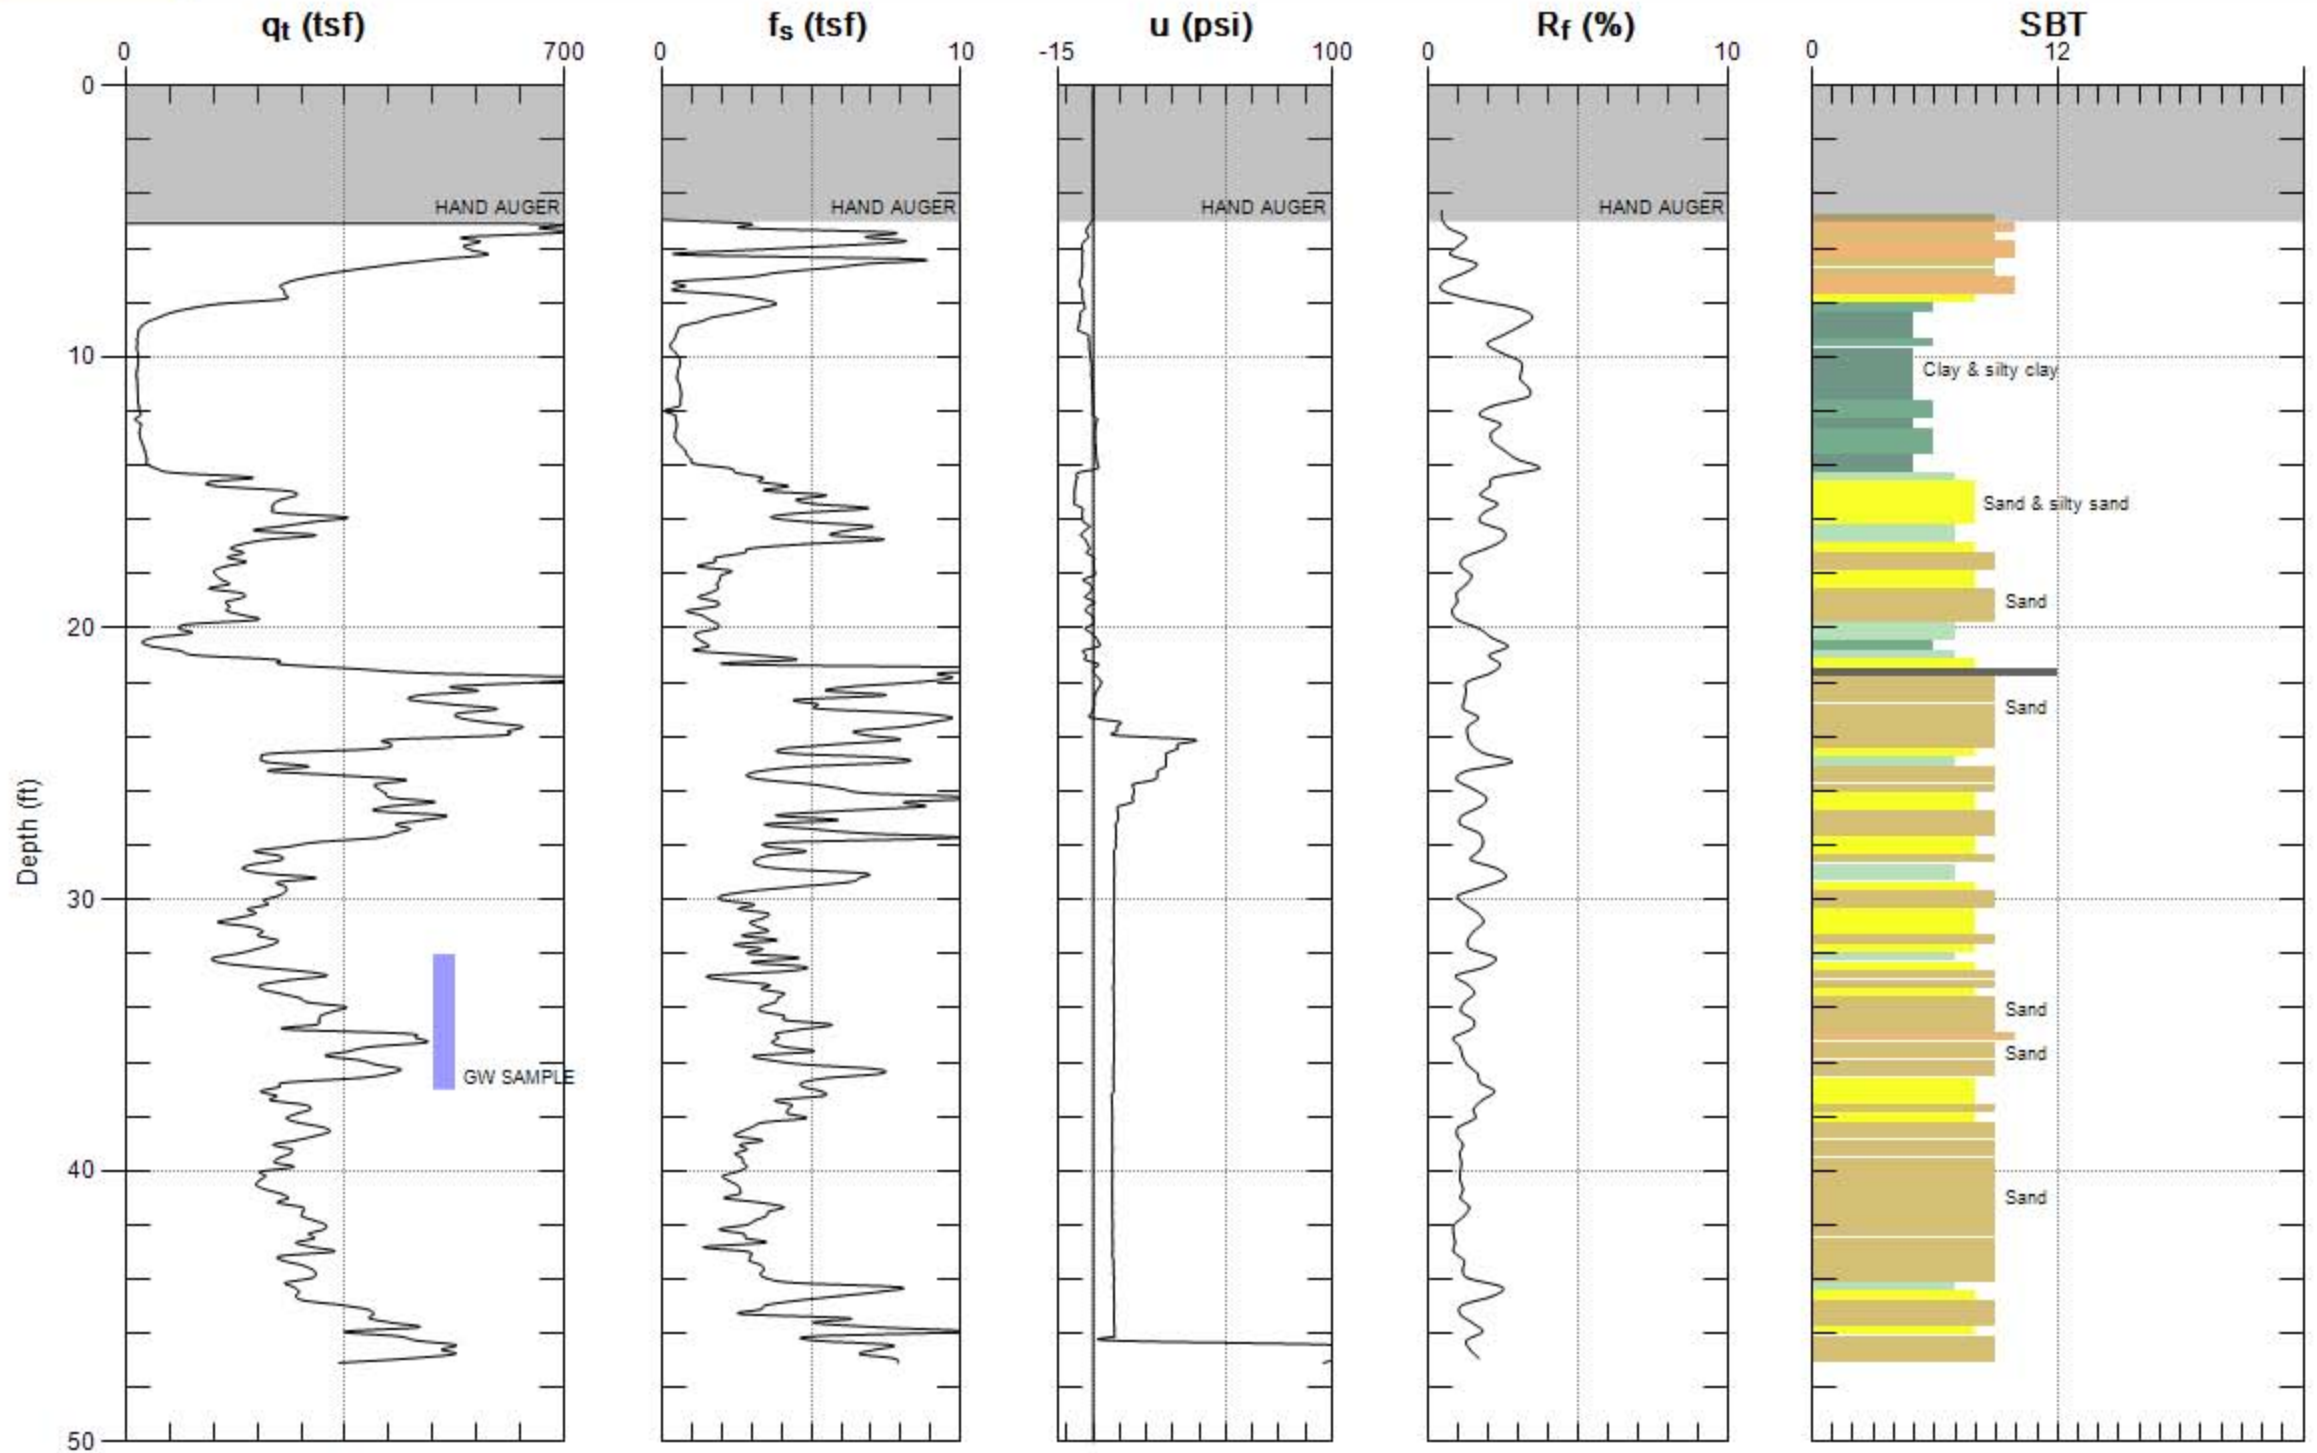 qt (tsf) fs (tsf) u (psi) Rf (%) SBT
0 700 0 10 -15 100 0 10 0 12
0
HAND AUGER HAND AUGER HAND AUGER HAND AUGER
10
Clay & silty clay
Sand & silty sand
Sand
20
Sand
Depth (ft)
30
Sand
Sand
GW SAMPLE
40
Sand
50